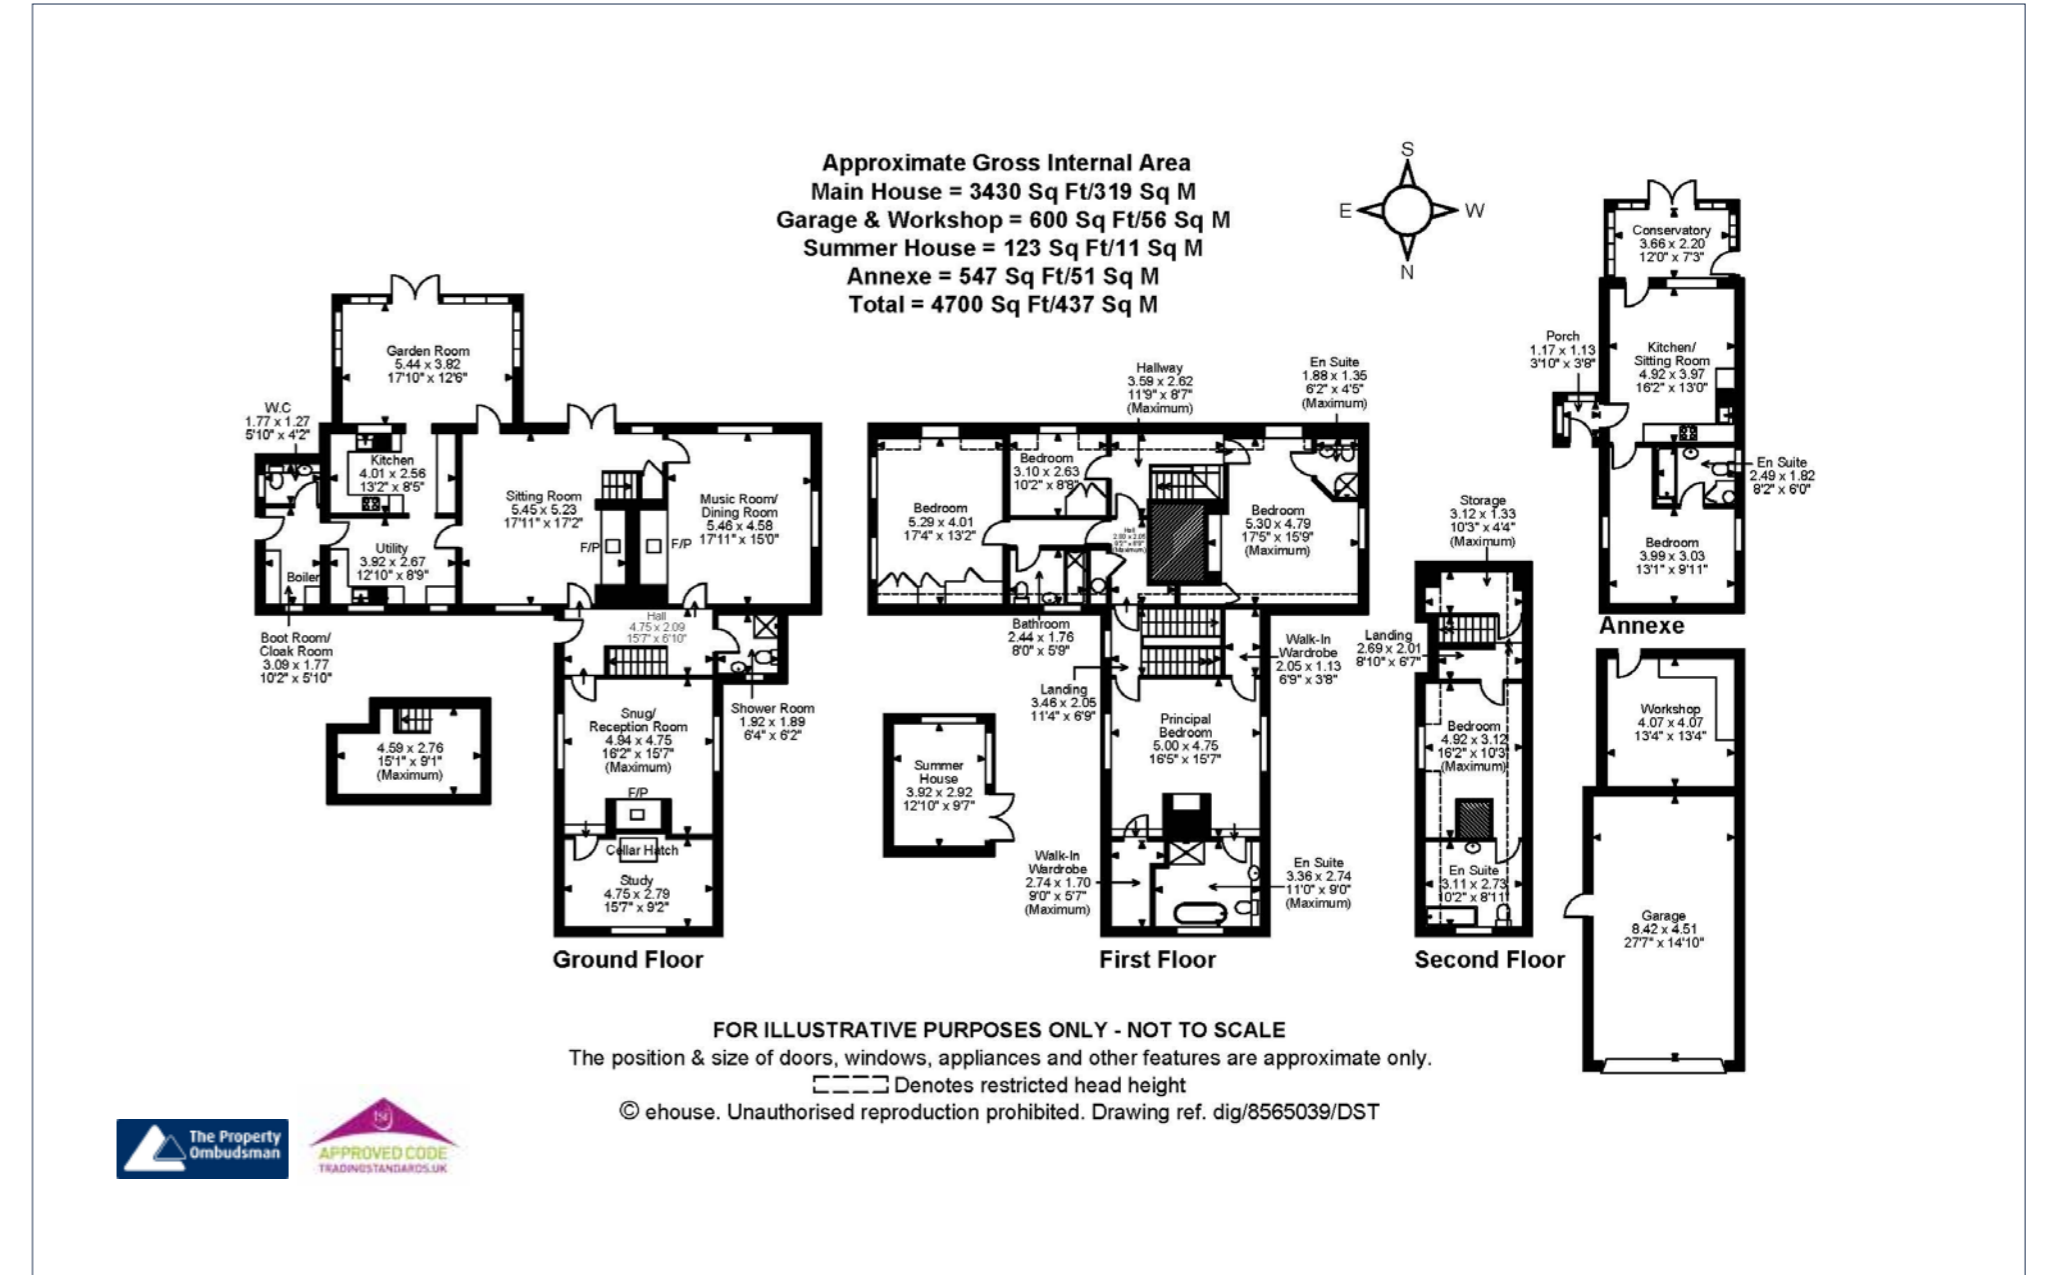 Approximate Gross Internal Area
Main House = 3430 Sq Ft/319 Sq M
Garage & Workshop = 600 Sq Ft/56 Sq M
Summer House = 123 Sq Ft/11 Sq M
Annexe = 547 Sq Ft/51 Sq M
Total = 4700 Sq Ft/437 Sq M
S
E
W
N
Garden Room
5.44 x 3.82
17'10" x 12'6"
W.C
1.77 x 1.27
5'10" x 4'2"
Kitchen
4.01 x 2.56
13'2" x 8'5"
Sitting Room
5.45 x 5.23
17'11" x 17'2"
F/P
F/P
Music Room/
Dining Room
5.46 x 4.58
17'11" x 15'0"
Utility
3.92 x 2.67
12'10" x 8'9"
Boiler
Boot Room/
Cloak Room
3.09 x 1.77
10'2" x 5'10"
Hall
4.75 x 2.09
15'7" x 6'10"
Shower Room
1.92 x 1.89
6'4" x 6'2"
Snug/
Reception Room
4.94 x 4.75
16'2" x 15'7"
(Maximum)
F/P
4.59 x 2.76
15'1" x 9'1"
(Maximum)
Cellar Hatch
Study
4.75 x 2.79
15'7" x 9'2"
Ground Floor
Hallway
3.59 x 2.62
11'9" x 8'7"
(Maximum)
En Suite
1.88 x 1.35
6'2" x 4'5"
(Maximum)
Bedroom
3.10 x 2.63
10'2" x 8'8"
Bedroom
5.29 x 4.01
17'4" x 13'2"
Hall
(Maximum)
Bedroom
5.30 x 4.79
17'5" x 15'9"
(Maximum)
Bathroom
2.44 x 1.76
8'0" x 5'9"
Walk-In
Wardrobe
2.05 x 1.13
6'9" x 3'8"
Landing
3.46 x 2.05
11'4" x 6'9"
Principal
Bedroom
5.00 x 4.75
16'5" x 15'7"
Summer
House
3.92 x 2.92
12'10" x 9'7"
Walk-In
Wardrobe
2.74 x 1.70
9'0" x 5'7"
(Maximum)
En Suite
3.36 x 2.74
11'0" x 9'0"
(Maximum)
First Floor
Storage
3.12 x 1.33
10'3" x 4'4"
(Maximum)
Landing
2.69 x 2.01
8'10" x 6'7"
Bedroom
4.92 x 3.12
16'2" x 10'3"
(Maximum)
En Suite
3.11 x 2.73
10'2" x 8'11"
Second Floor
Conservatory
3.66 x 2.20
12'0" x 7'3"
Porch
1.17 x 1.13
3'10" x 3'8"
Kitchen/
Sitting Room
4.92 x 3.97
16'2" x 13'0"
En Suite
2.49 x 1.82
8'2" x 6'0"
Bedroom
3.99 x 3.03
13'1" x 9'11"
Annexe
Workshop
4.07 x 4.07
13'4" x 13'4"
Garage
8.42 x 4.51
27'7" x 14'10"
FOR ILLUSTRATIVE PURPOSES ONLY - NOT TO SCALE
The position & size of doors, windows, appliances and other features are approximate only.
Denotes restricted head height
© ehouse. Unauthorised reproduction prohibited. Drawing ref. dig/8565039/DST
The Property
Ombudsman
APPROVED CODE
TRADINGSTANDARDS.UK